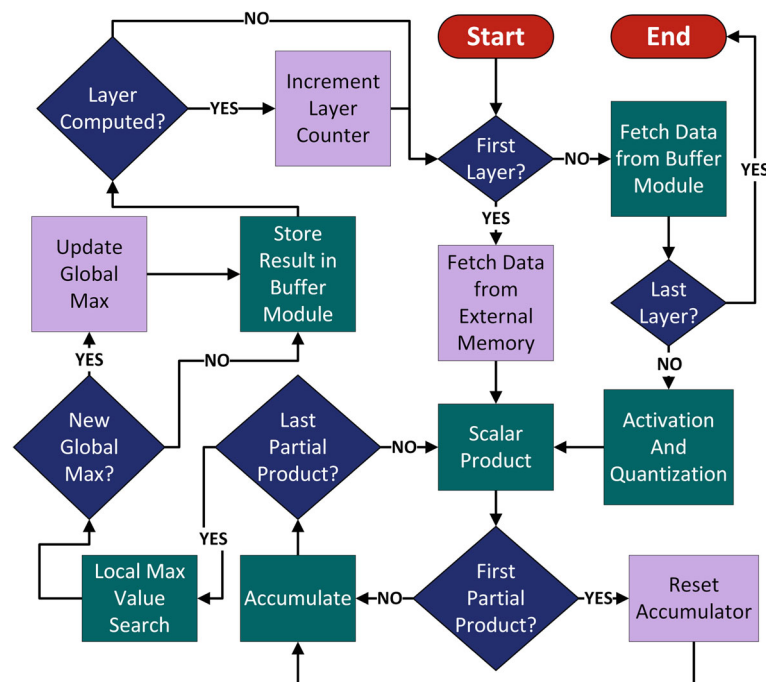 NO
Start
End
Layer
Computed?
YES
Increment
Layer
Counter
First
Layer?
NO
Fetch Data
from Buffer
Module
YES
YES
Update
Global
Max
Store
Result in
Buffer
Module
Fetch Data
from
External
Memory
Last
Layer?
YES
NO
NO
New
Global
Max?
Last
Partial
Product?
NO
Scalar
Product
Activation
And
Quantization
YES
Local Max
Value
Search
Accumulate
NO
First
Partial
Product?
YES
Reset
Accumulator